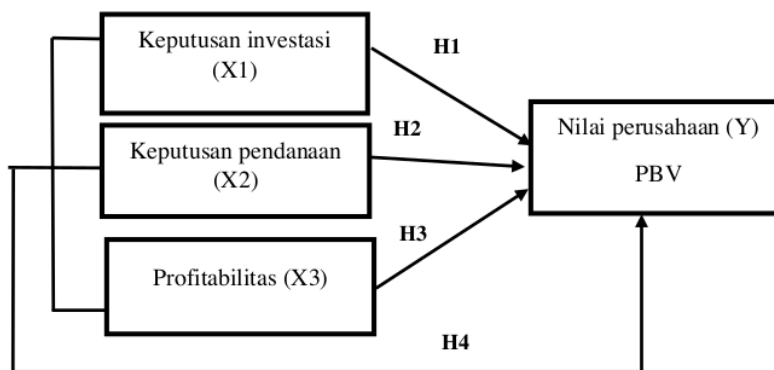 Keputusan investasi
(X1)
H1
Keputusan pendanaan
(X2)
H2
Profitabilitas (X3)
H3
Nilai perusahaan (Y)
PBV
H4